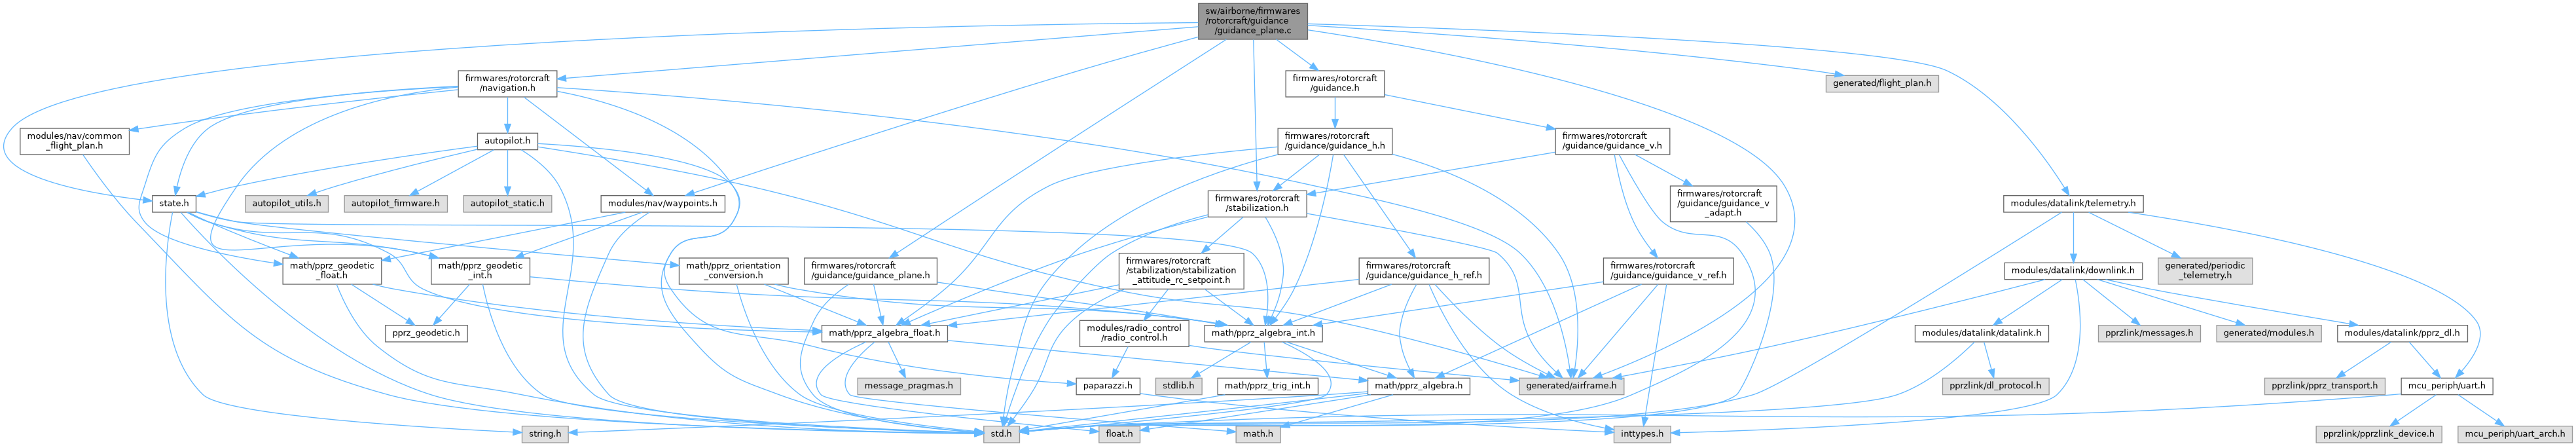 sw/airborne/firmwares
/rotorcraft/guidance
/guidance_plane.c
firmwares/rotorcraft
/navigation.h
firmwares/rotorcraft
/guidance.h
generated/flight_plan.h
modules/nav/common
_flight_plan.h
autopilot.h
firmwares/rotorcraft
/guidance/guidance_h.h
firmwares/rotorcraft
/guidance/guidance_v.h
state.h
autopilot_utils.h
autopilot_firmware.h
autopilot_static.h
modules/nav/waypoints.h
firmwares/rotorcraft
/stabilization.h
firmwares/rotorcraft
/guidance/guidance_v
_adapt.h
modules/datalink/telemetry.h
math/pprz_geodetic
_float.h
math/pprz_geodetic
_int.h
math/pprz_orientation
_conversion.h
firmwares/rotorcraft
/guidance/guidance_plane.h
firmwares/rotorcraft
/stabilization/stabilization
_attitude_rc_setpoint.h
firmwares/rotorcraft
/guidance/guidance_h_ref.h
firmwares/rotorcraft
/guidance/guidance_v_ref.h
modules/datalink/downlink.h
generated/periodic
_telemetry.h
pprz_geodetic.h
math/pprz_algebra_float.h
modules/radio_control
/radio_control.h
math/pprz_algebra_int.h
modules/datalink/datalink.h
pprzlink/messages.h
generated/modules.h
modules/datalink/pprz_dl.h
message_pragmas.h
paparazzi.h
stdlib.h
math/pprz_trig_int.h
math/pprz_algebra.h
generated/airframe.h
pprzlink/dl_protocol.h
pprzlink/pprz_transport.h
mcu_periph/uart.h
string.h
std.h
float.h
math.h
inttypes.h
pprzlink/pprzlink_device.h
mcu_periph/uart_arch.h